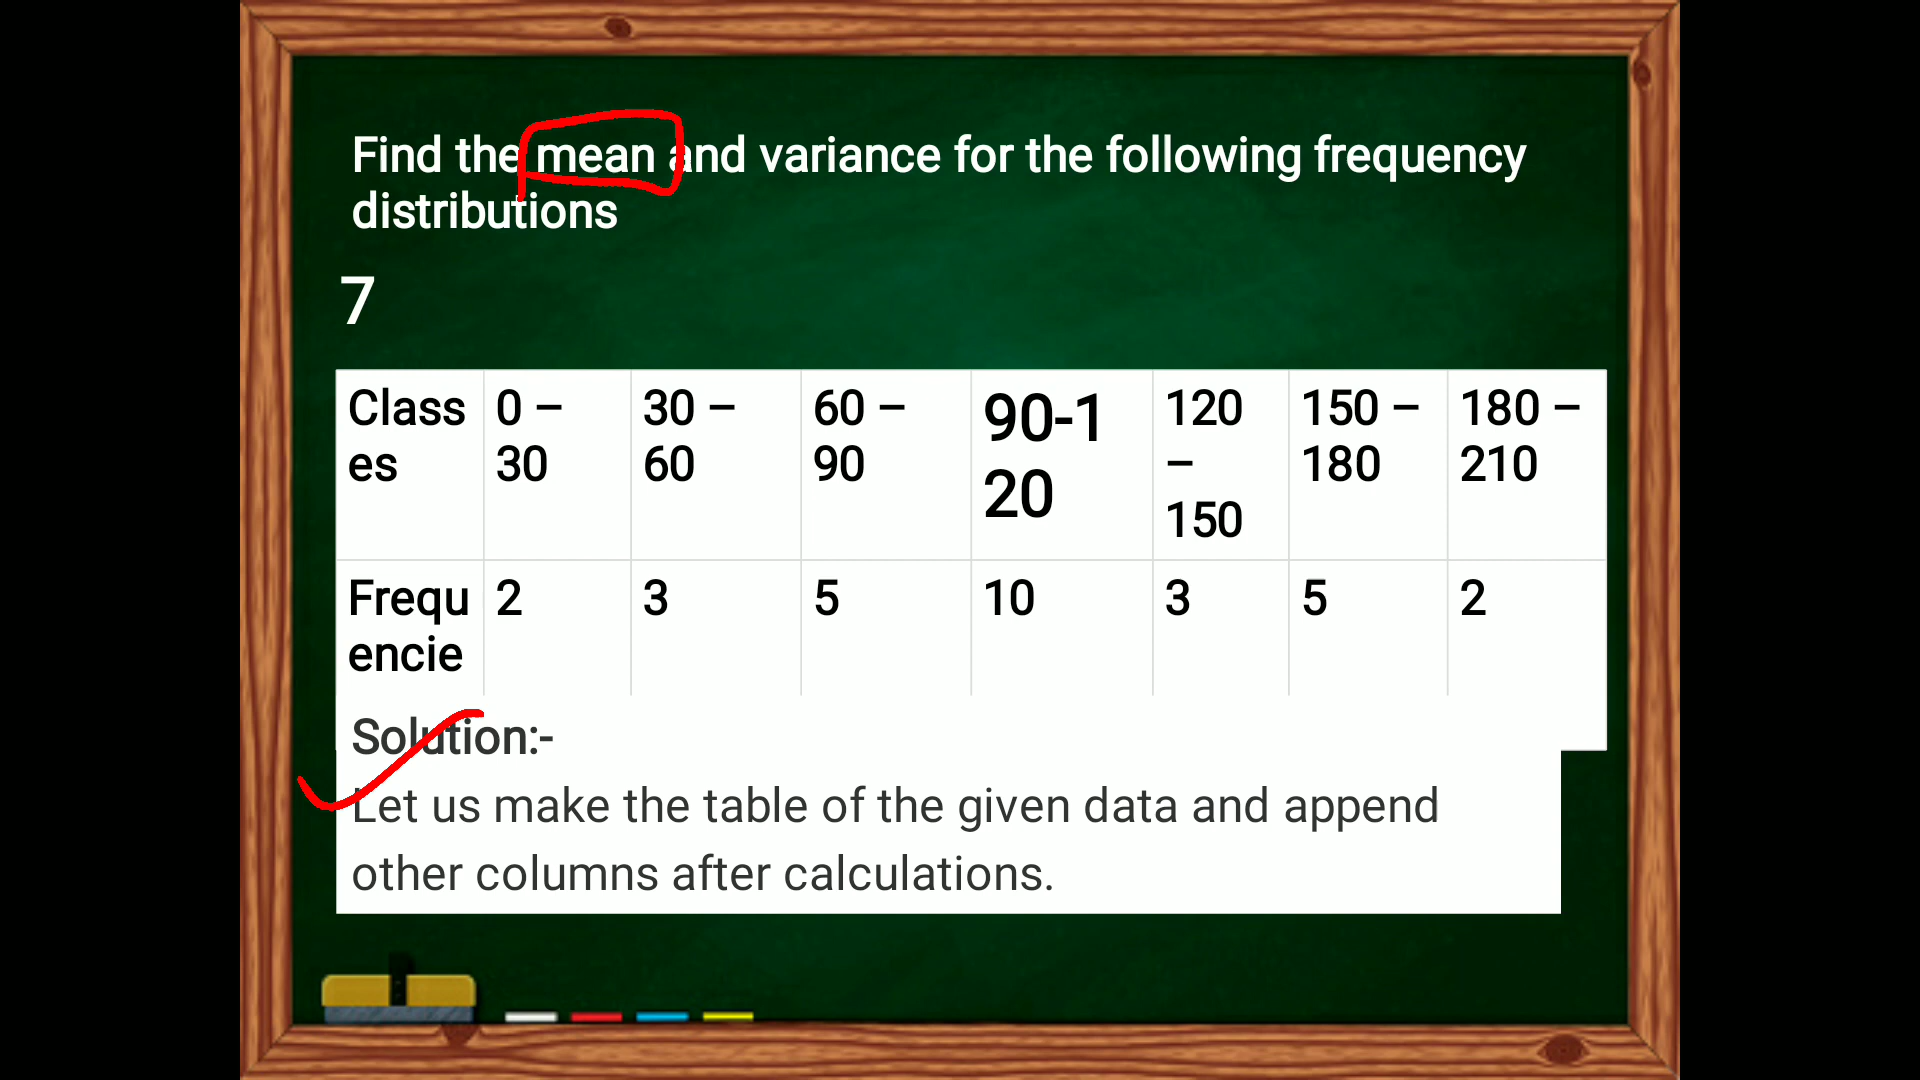 Find the mean and variance for the following frequency
distributions
7
Class 0 – 30 – 60 – 90-1 120 150 – 180 –
es 30 60 90 20 – 180 210
150
Frequ 2 3 5 10 3 5 2
encie
Solution:-
Let us make the table of the given data and append
other columns after calculations.